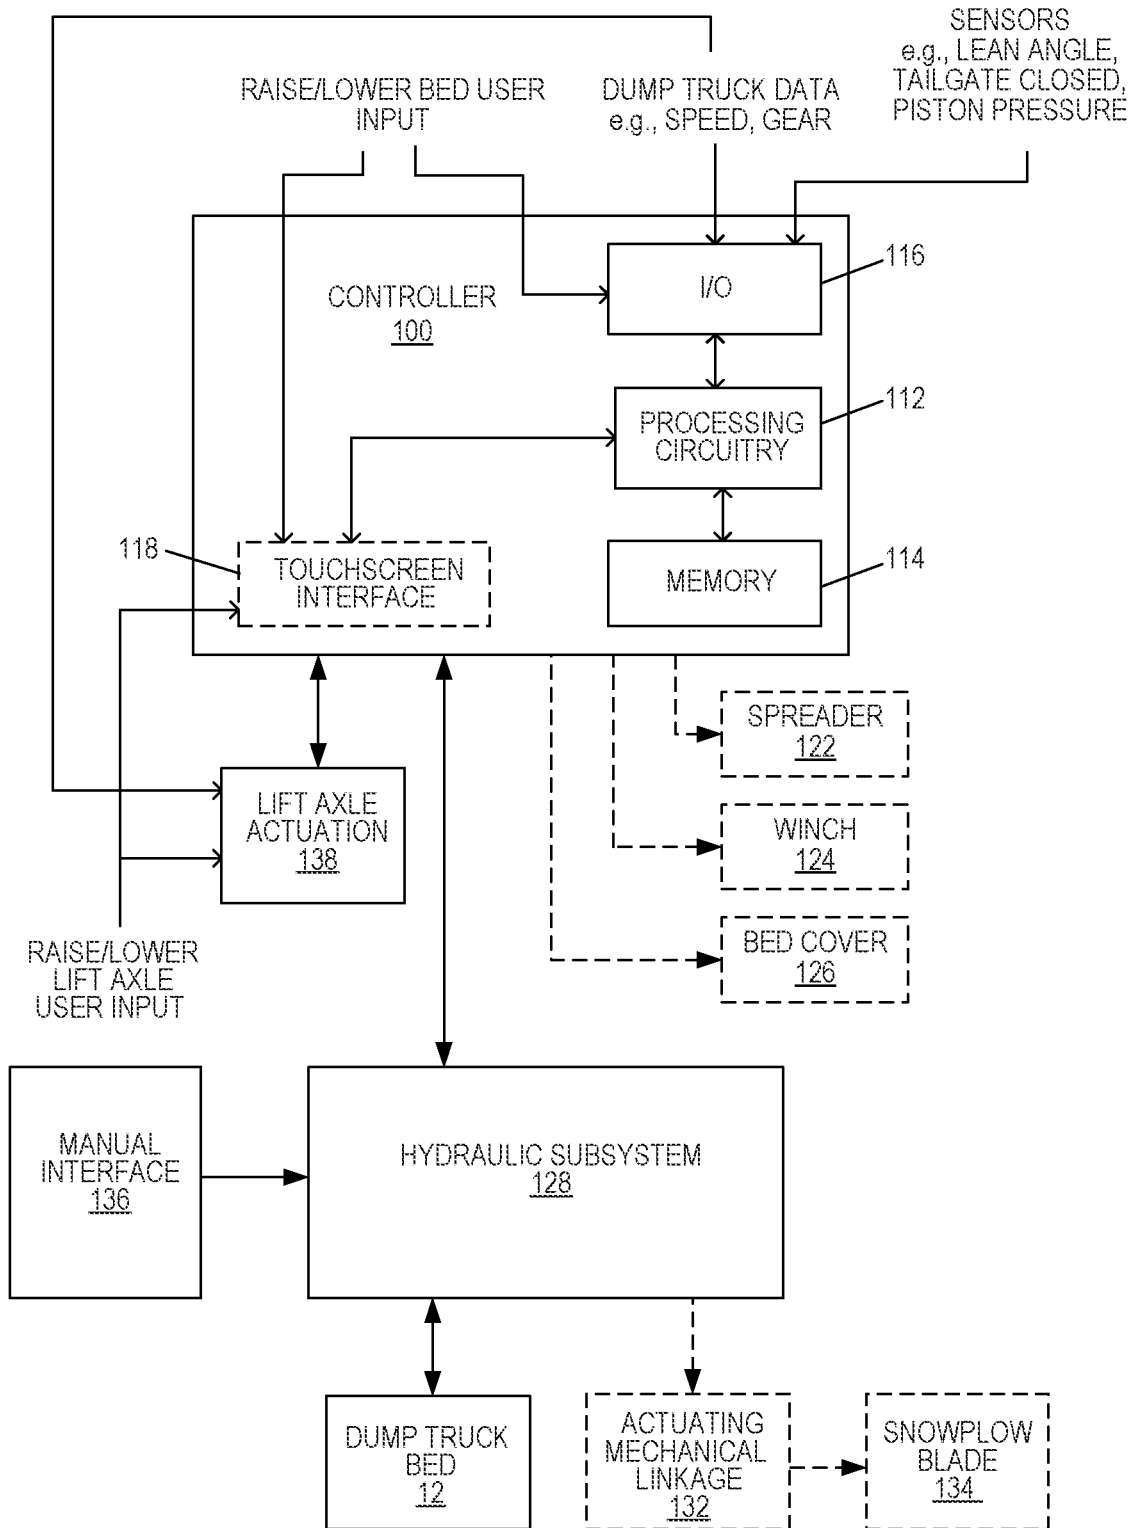 SENSORS
e.g., LEAN ANGLE,
TAILGATE CLOSED,
PISTON PRESSURE
RAISE/LOWER BED USER
INPUT
DUMP TRUCK DATA
e.g., SPEED, GEAR
116
I/O
CONTROLLER
100
112
PROCESSING
CIRCUITRY
118
TOUCHSCREEN
INTERFACE
114
MEMORY
SPREADER
122
LIFT AXLE
ACTUATION
138
WINCH
124
BED COVER
126
RAISE/LOWER
LIFT AXLE
USER INPUT
MANUAL
INTERFACE
136
HYDRAULIC SUBSYSTEM
128
DUMP TRUCK
BED
12
ACTUATING
MECHANICAL
LINKAGE
132
SNOWPLOW
BLADE
134